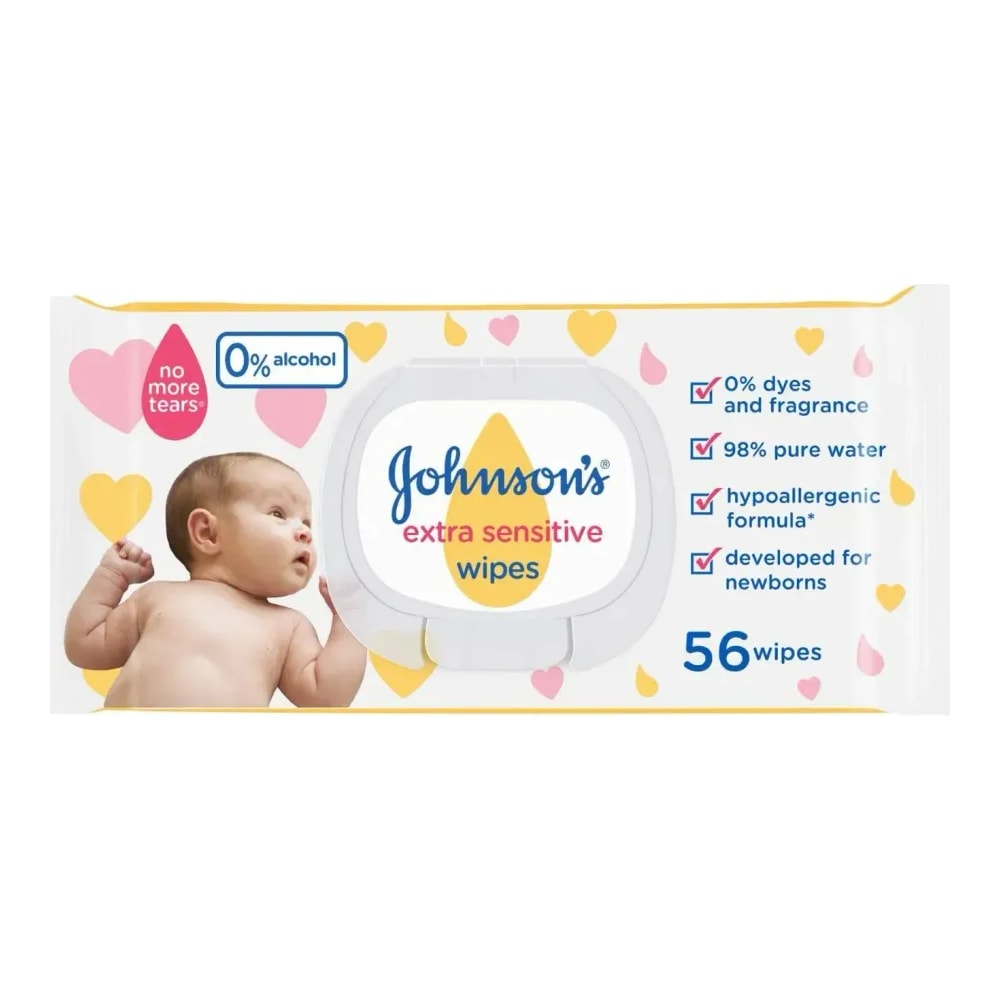 no
more
tears®
0% alcohol
Johnson's®
extra sensitive
wipes
0% dyes
and fragrance
98% pure water
hypoallergenic
formula*
developed for
newborns
56 wipes